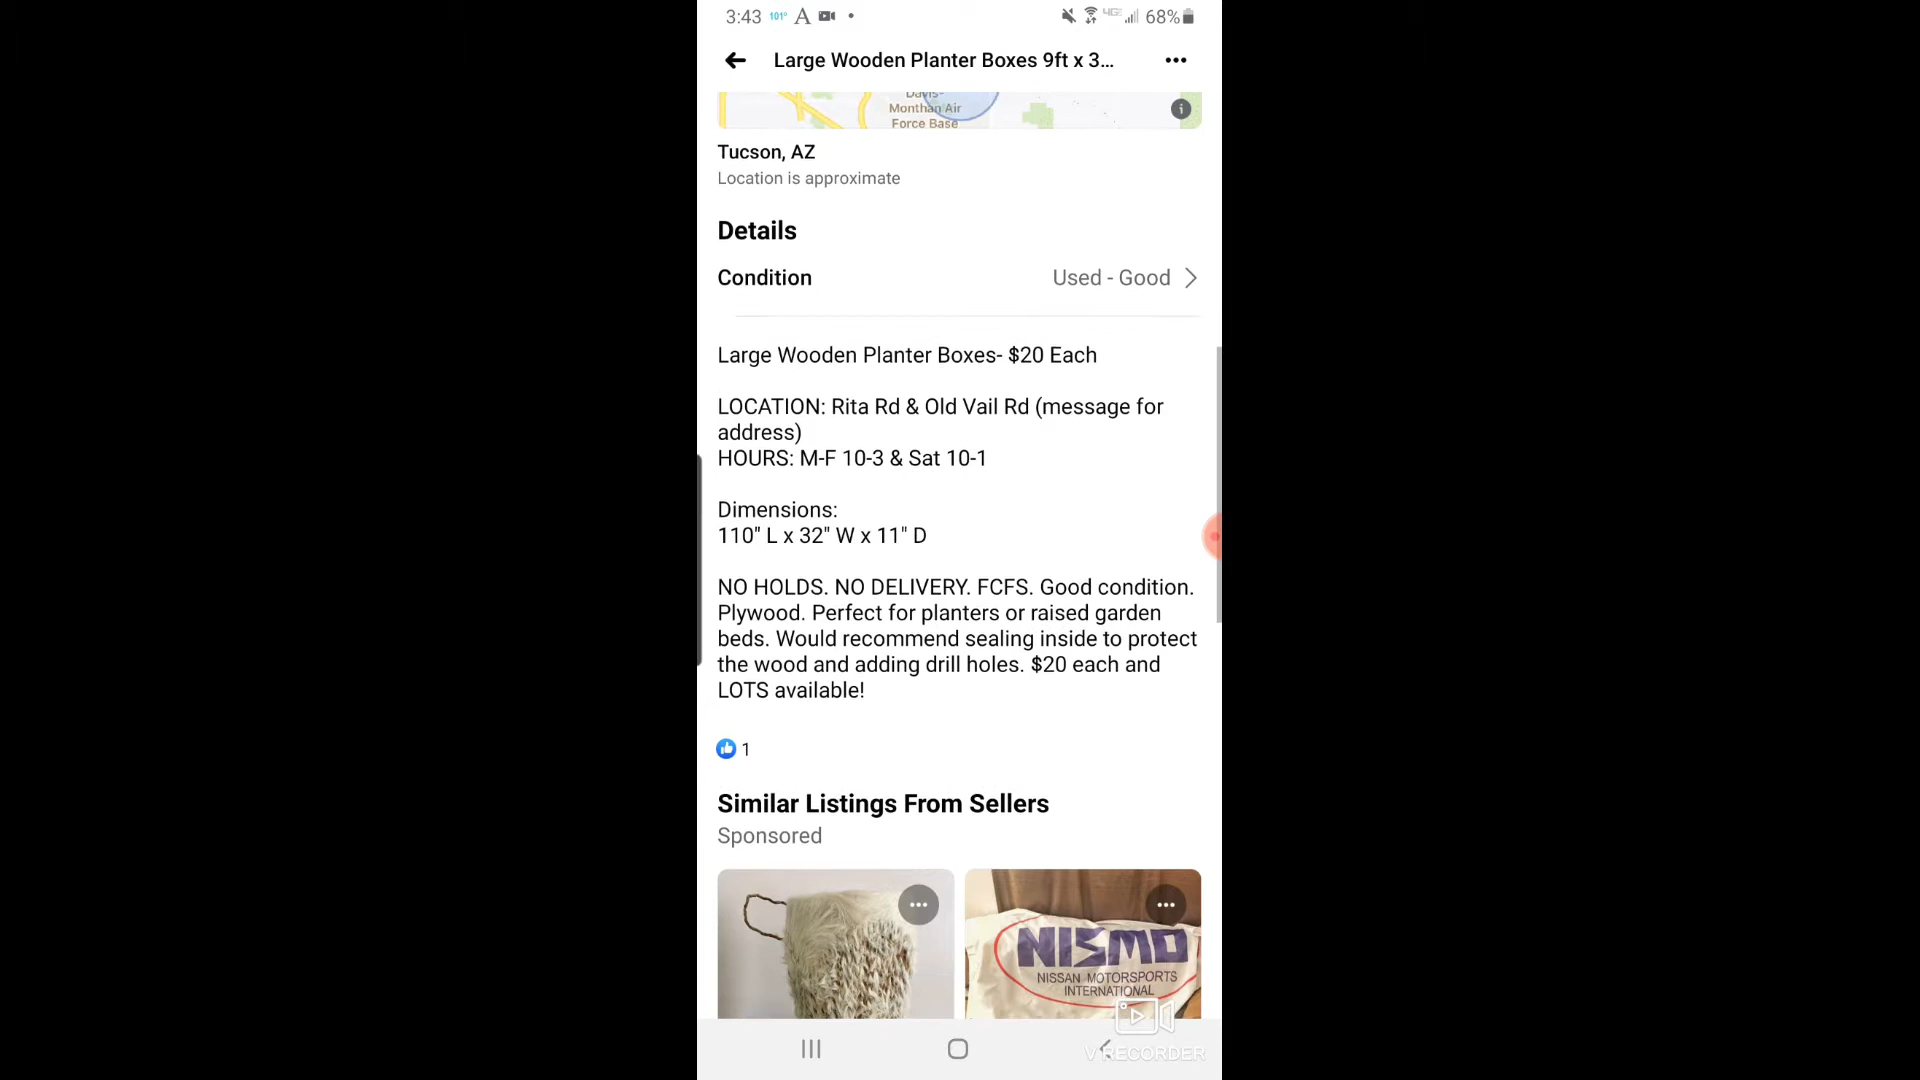 3:43 101° A 4G 68%
Large Wooden Planter Boxes 9ft x 3...
Davis-
Monthan Air
Force Base
Tucson, AZ
Location is approximate
Details
Condition Used - Good
Large Wooden Planter Boxes- $20 Each
LOCATION: Rita Rd & Old Vail Rd (message for
address)
HOURS: M-F 10-3 & Sat 10-1
Dimensions:
110" L x 32" W x 11" D
NO HOLDS. NO DELIVERY. FCFS. Good condition.
Plywood. Perfect for planters or raised garden
beds. Would recommend sealing inside to protect
the wood and adding drill holes. $20 each and
LOTS available!
1
Similar Listings From Sellers
Sponsored
NISMO
NISSAN MOTORSPORTS
INTERNATIONAL
V RECORDER